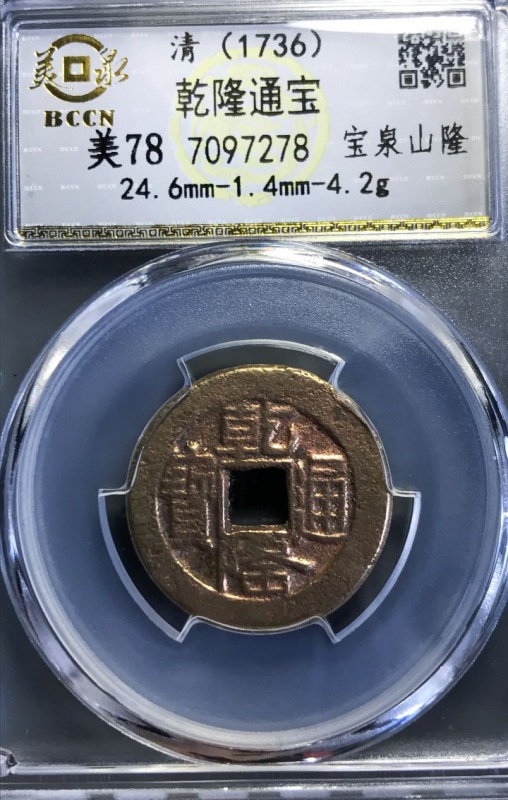 美泉
BCCN
清（1736）
乾隆通宝
美78 7097278 宝泉山隆
24.6mm-1.4mm-4.2g
乾隆通寶